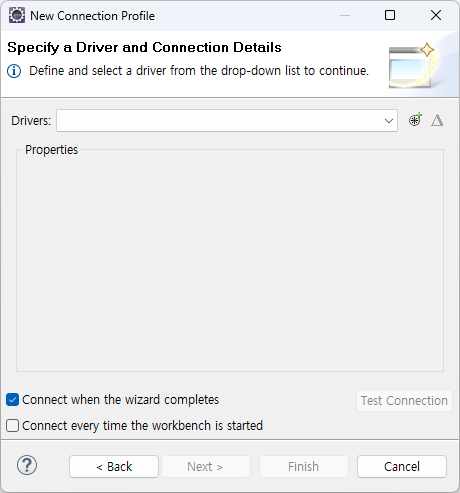 New Connection Profile
Specify a Driver and Connection Details
Define and select a driver from the drop-down list to continue.
Drivers:
Properties
Connect when the wizard completes
Test Connection
Connect every time the workbench is started
< Back
Next >
Finish
Cancel